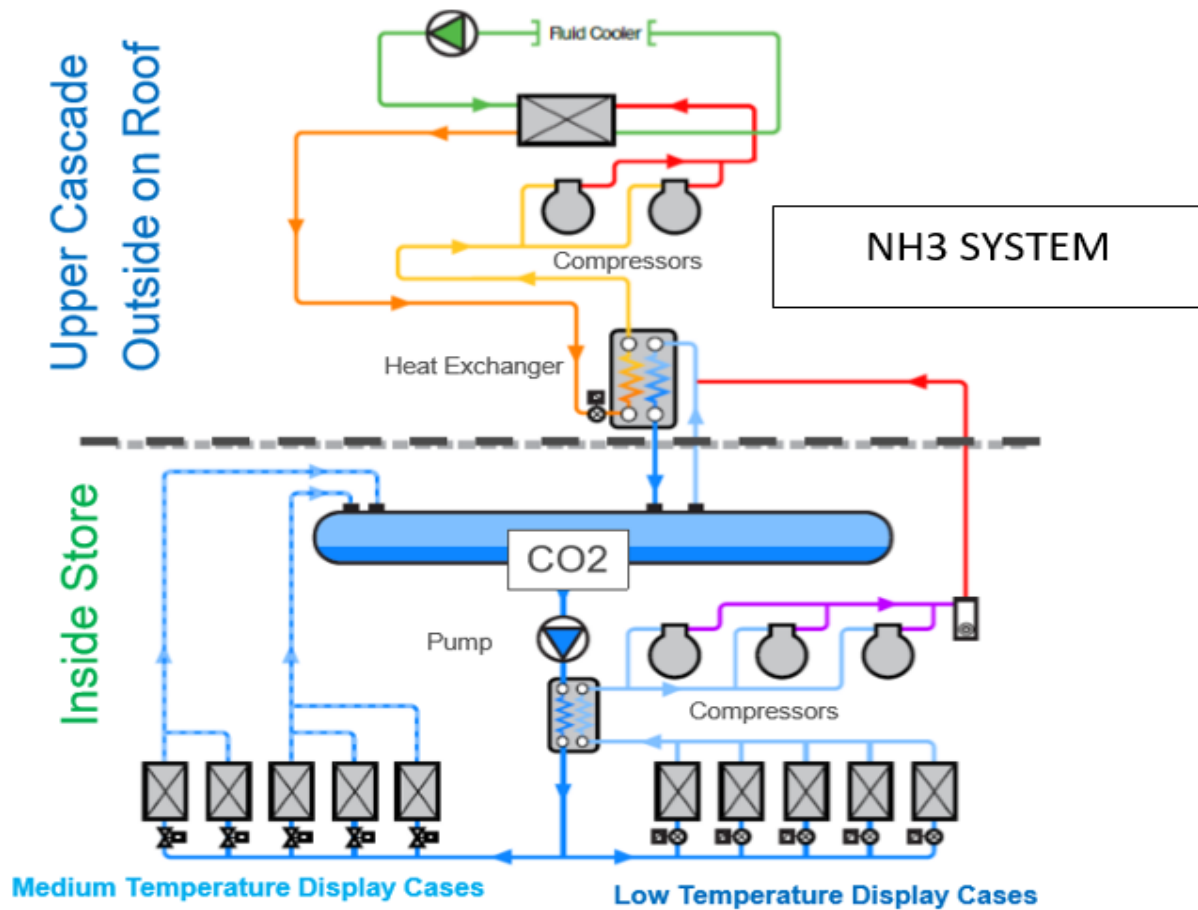 Fluid Cooler
Upper Cascade
Outside on Roof
Compressors
NH3 SYSTEM
Heat Exchanger
Inside Store
CO2
Pump
Compressors
Medium Temperature Display Cases
Low Temperature Display Cases